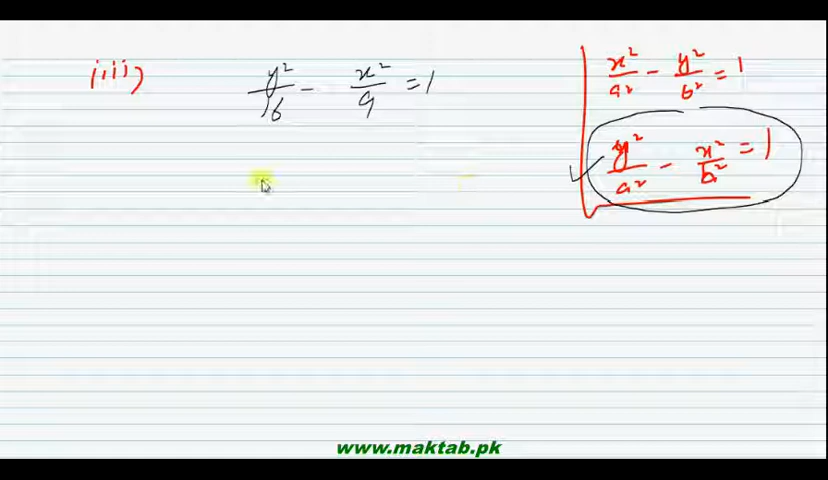 iii) y²/16 - x²/9 = 1
x²/a² - y²/b² = 1
y²/a² - x²/b² = 1
www.maktab.pk